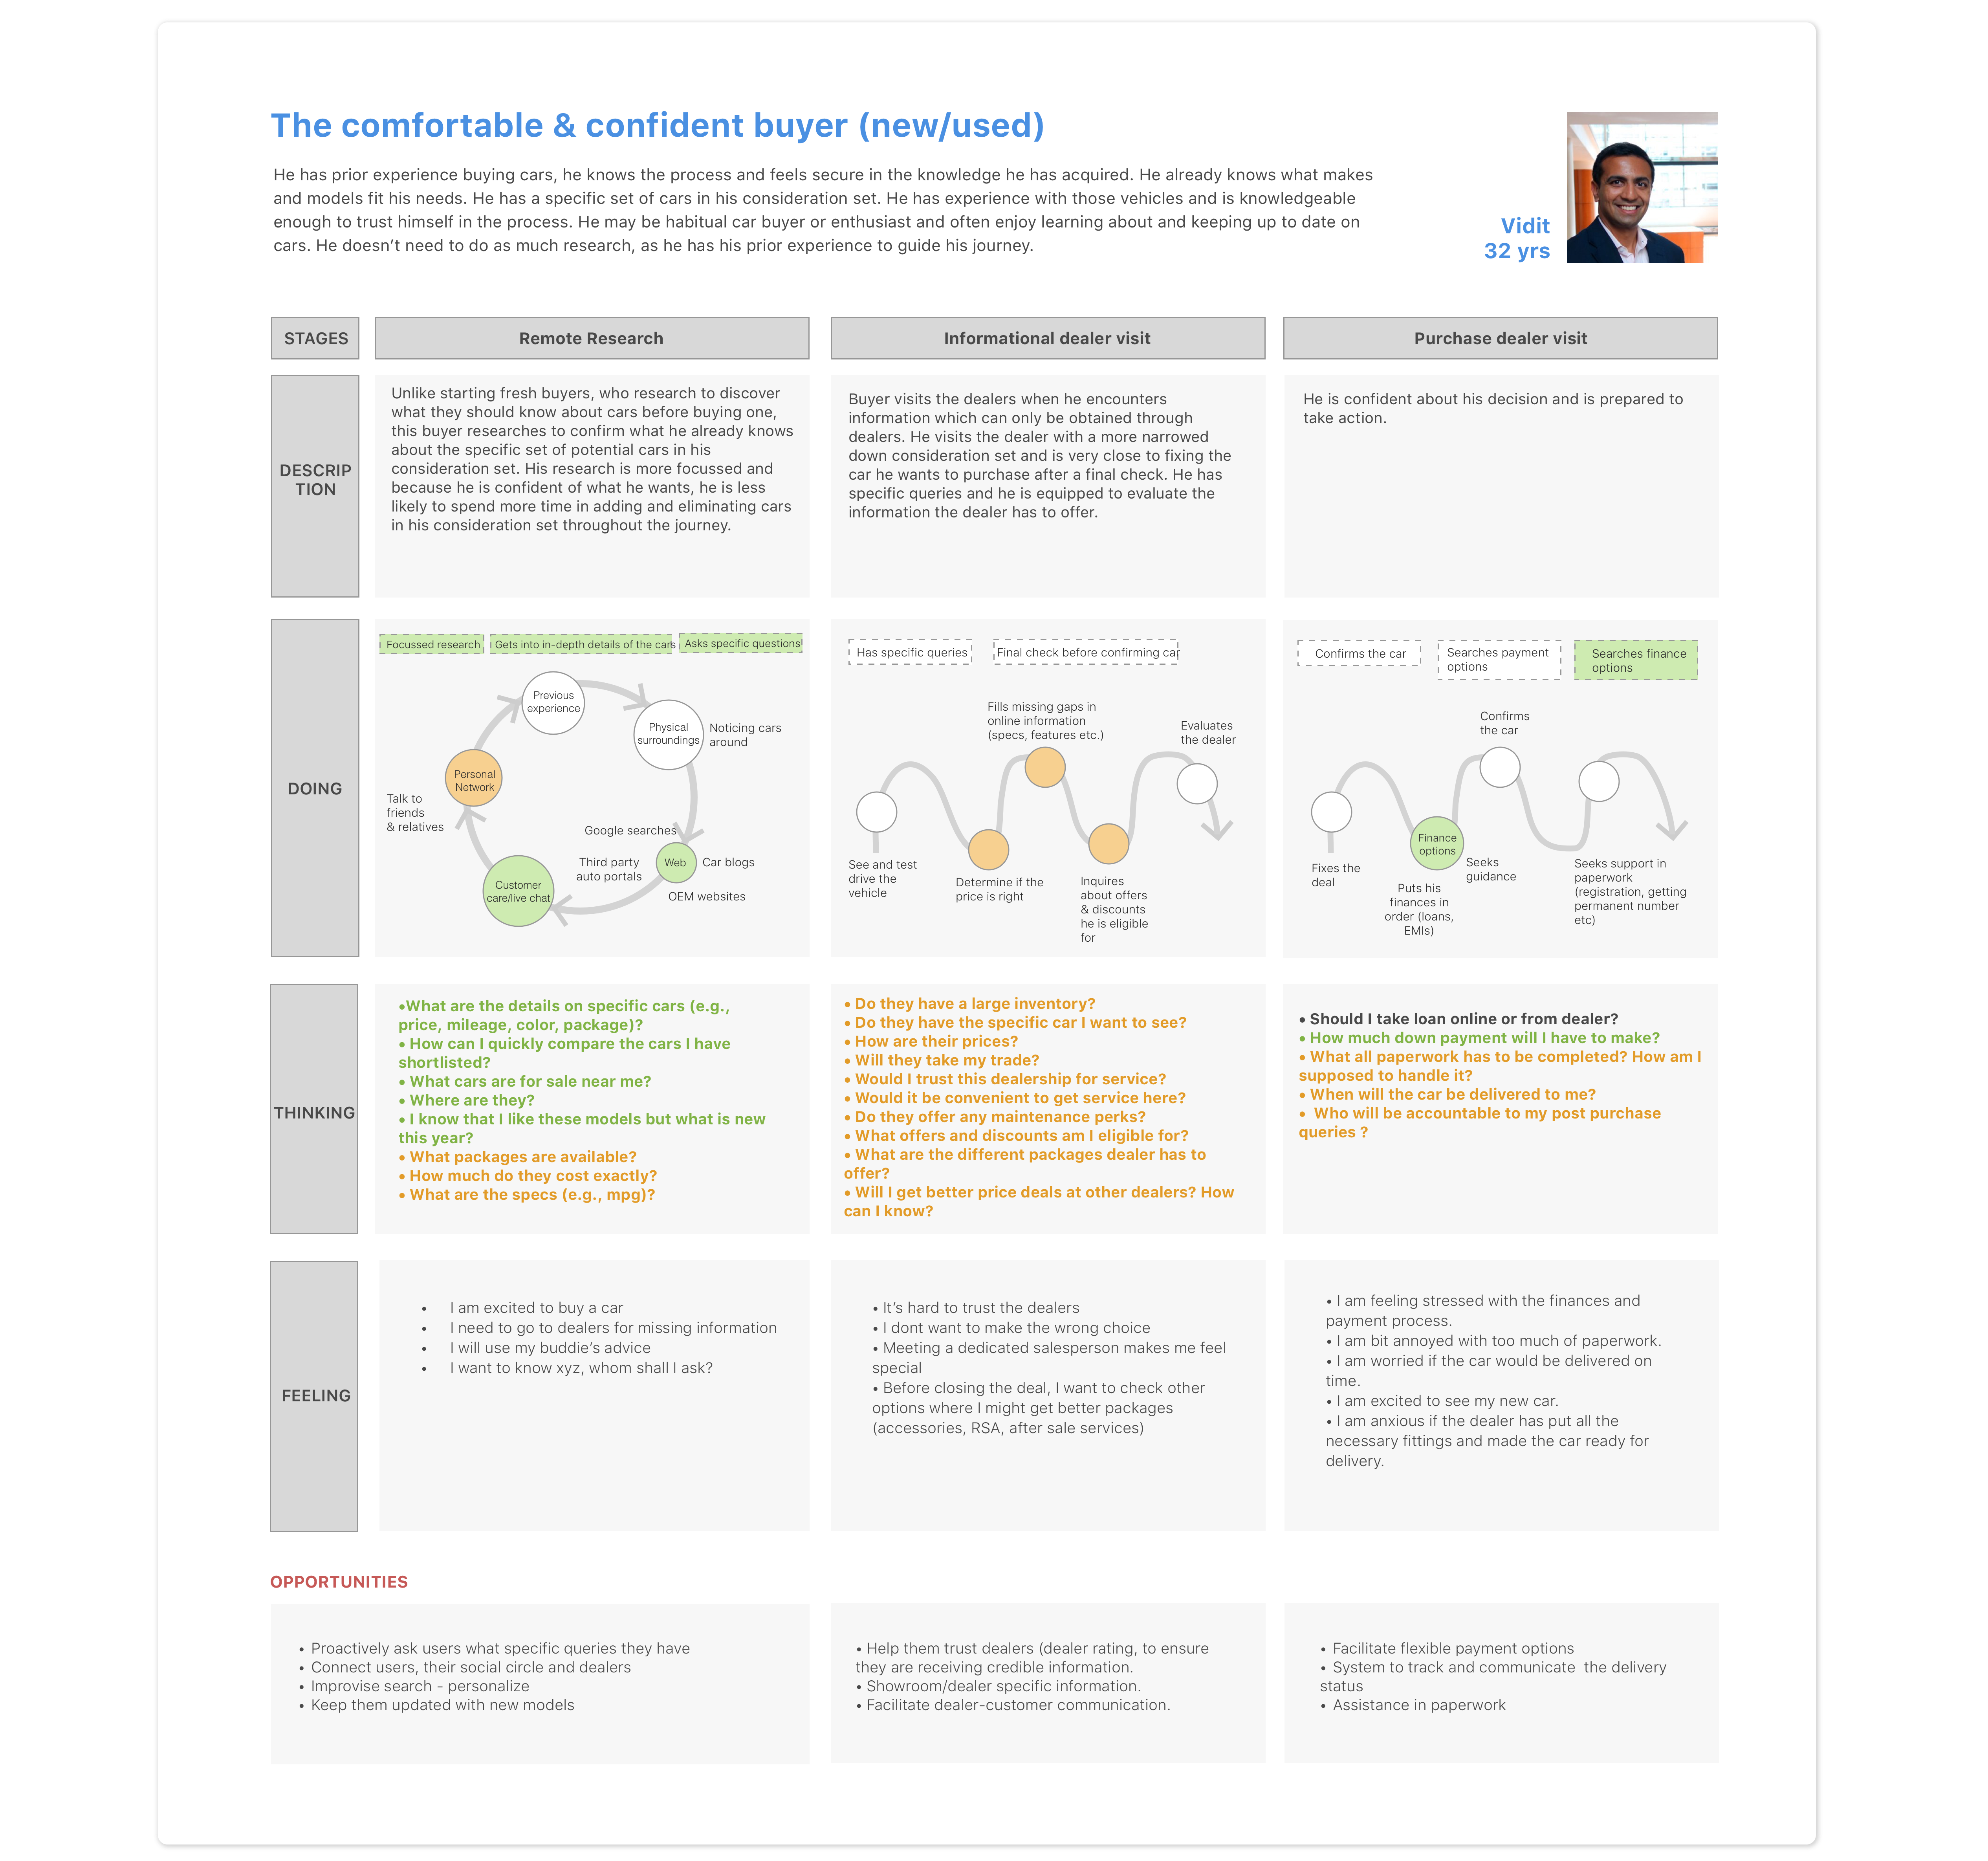 The comfortable & confident buyer (new/used)
He has prior experience buying cars, he knows the process and feels secure in the knowledge he has acquired. He already knows what makes
and models fit his needs. He has a specific set of cars in his consideration set. He has experience with those vehicles and is knowledgeable
enough to trust himself in the process. He may be habitual car buyer or enthusiast and often enjoy learning about and keeping up to date on
cars. He doesn’t need to do as much research, as he has his prior experience to guide his journey.
Vidit
32 yrs
STAGES
Remote Research
Informational dealer visit
Purchase dealer visit
DESCRIP
TION
Unlike starting fresh buyers, who research to discover
what they should know about cars before buying one,
this buyer researches to confirm what he already knows
about the specific set of potential cars in his
consideration set. His research is more focussed and
because he is confident of what he wants, he is less
likely to spend more time in adding and eliminating cars
in his consideration set throughout the journey.
Buyer visits the dealers when he encounters
information which can only be obtained through
dealers. He visits the dealer with a more narrowed
down consideration set and is very close to fixing the
car he wants to purchase after a final check. He has
specific queries and he is equipped to evaluate the
information the dealer has to offer.
He is confident about his decision and is prepared to
take action.
DOING
Focussed research
Gets into in-depth details of the cars
Asks specific questions!
Previous
experience
Physical
surroundings
Noticing cars
around
Personal
Network
Talk to
friends
& relatives
Google searches
Third party
auto portals
Web
Car blogs
OEM websites
Customer
care/live chat
Has specific queries
Final check before confirming car
Fills missing gaps in
online information
(specs, features etc.)
Evaluates
the dealer
See and test
drive the
vehicle
Determine if the
price is right
Inquires
about offers
& discounts
he is eligible
for
Confirms the car
Searches payment
options
Searches finance
options
Confirms
the car
Fixes the
deal
Finance
options
Seeks
guidance
Puts his
finances in
order (loans,
EMIs)
Seeks support in
paperwork
(registration, getting
permanent number
etc)
THINKING
•What are the details on specific cars (e.g.,
price, mileage, color, package)?
• How can I quickly compare the cars I have
shortlisted?
• What cars are for sale near me?
• Where are they?
• I know that I like these models but what is new
this year?
• What packages are available?
• How much do they cost exactly?
• What are the specs (e.g., mpg)?
• Do they have a large inventory?
• Do they have the specific car I want to see?
• How are their prices?
• Will they take my trade?
• Would I trust this dealership for service?
• Would it be convenient to get service here?
• Do they offer any maintenance perks?
• What offers and discounts am I eligible for?
• What are the different packages dealer has to
offer?
• Will I get better price deals at other dealers? How
can I know?
• Should I take loan online or from dealer?
• How much down payment will I have to make?
• What all paperwork has to be completed? How am I
supposed to handle it?
• When will the car be delivered to me?
• Who will be accountable to my post purchase
queries ?
FEELING
• I am excited to buy a car
• I need to go to dealers for missing information
• I will use my buddie’s advice
• I want to know xyz, whom shall I ask?
• It’s hard to trust the dealers
• I dont want to make the wrong choice
• Meeting a dedicated salesperson makes me feel
special
• Before closing the deal, I want to check other
options where I might get better packages
(accessories, RSA, after sale services)
• I am feeling stressed with the finances and
payment process.
• I am bit annoyed with too much of paperwork.
• I am worried if the car would be delivered on
time.
• I am excited to see my new car.
• I am anxious if the dealer has put all the
necessary fittings and made the car ready for
delivery.
OPPORTUNITIES
• Proactively ask users what specific queries they have
• Connect users, their social circle and dealers
• Improvise search - personalize
• Keep them updated with new models
• Help them trust dealers (dealer rating, to ensure
they are receiving credible information.
• Showroom/dealer specific information.
• Facilitate dealer-customer communication.
• Facilitate flexible payment options
• System to track and communicate the delivery
status
• Assistance in paperwork